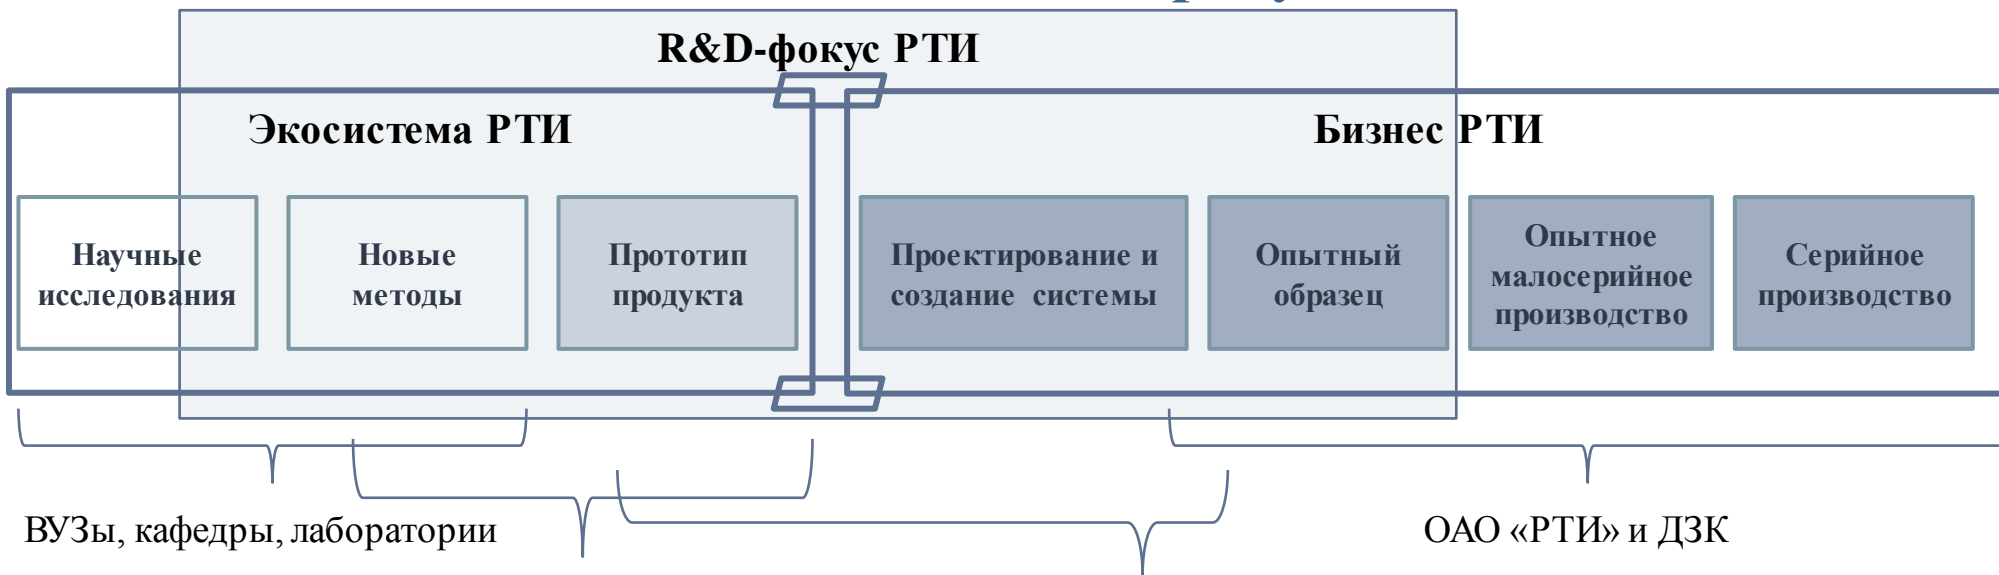 R&D-фокус РТИ
Экосистема РТИ
Бизнес РТИ
Научные
исследования
Новые
методы
Прототип
продукта
Проектирование и
создание системы
Опытный
образец
Опытное
малосерийное
производство
Серийное
производство
ВУЗы, кафедры, лаборатории
ОАО «РТИ» и ДЗК